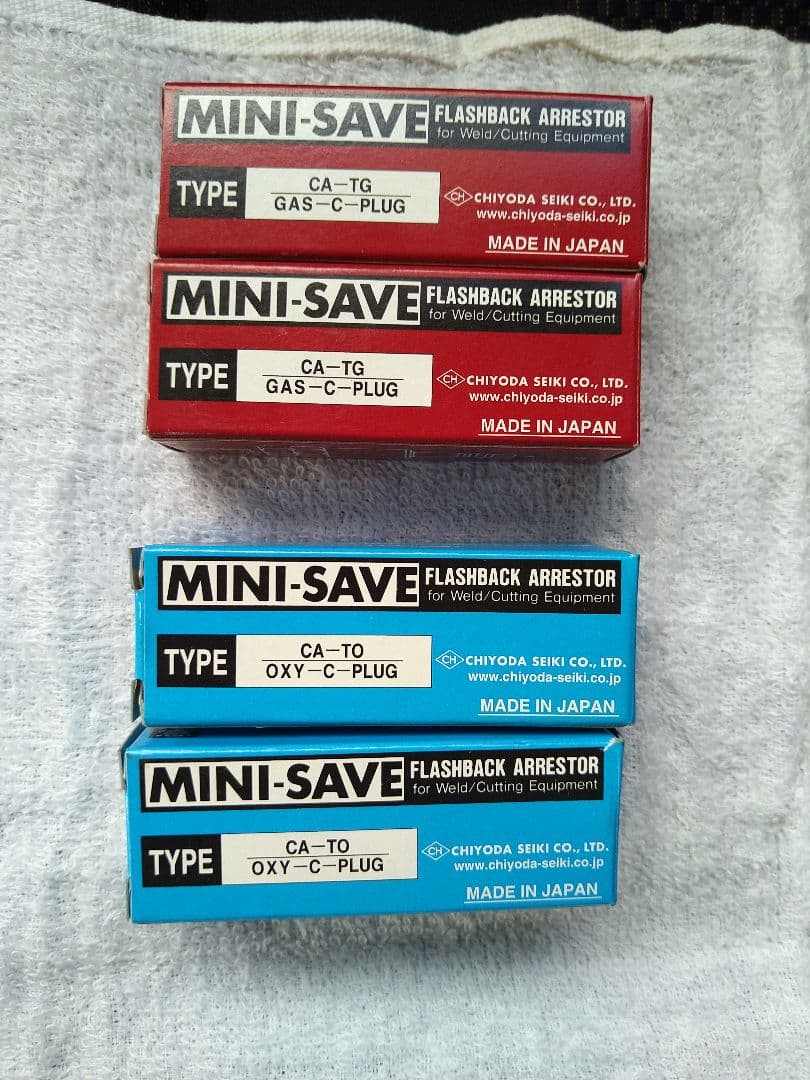 MINI-SAVE FLASHBACK ARRESTOR
for Weld/Cutting Equipment
TYPE CA-TG
GAS-C-PLUG
CH CHIYODA SEIKI CO., LTD.
www.chiyoda-seiki.co.jp
MADE IN JAPAN
MINI-SAVE FLASHBACK ARRESTOR
for Weld/Cutting Equipment
TYPE CA-TG
GAS-C-PLUG
CH CHIYODA SEIKI CO., LTD.
www.chiyoda-seiki.co.jp
MADE IN JAPAN
MINI-SAVE FLASHBACK ARRESTOR
for Weld/Cutting Equipment
TYPE CA-TO
OXY-C-PLUG
CH CHIYODA SEIKI CO., LTD.
www.chiyoda-seiki.co.jp
MADE IN JAPAN
MINI-SAVE FLASHBACK ARRESTOR
for Weld/Cutting Equipment
TYPE CA-TO
OXY-C-PLUG
CH CHIYODA SEIKI CO., LTD.
www.chiyoda-seiki.co.jp
MADE IN JAPAN